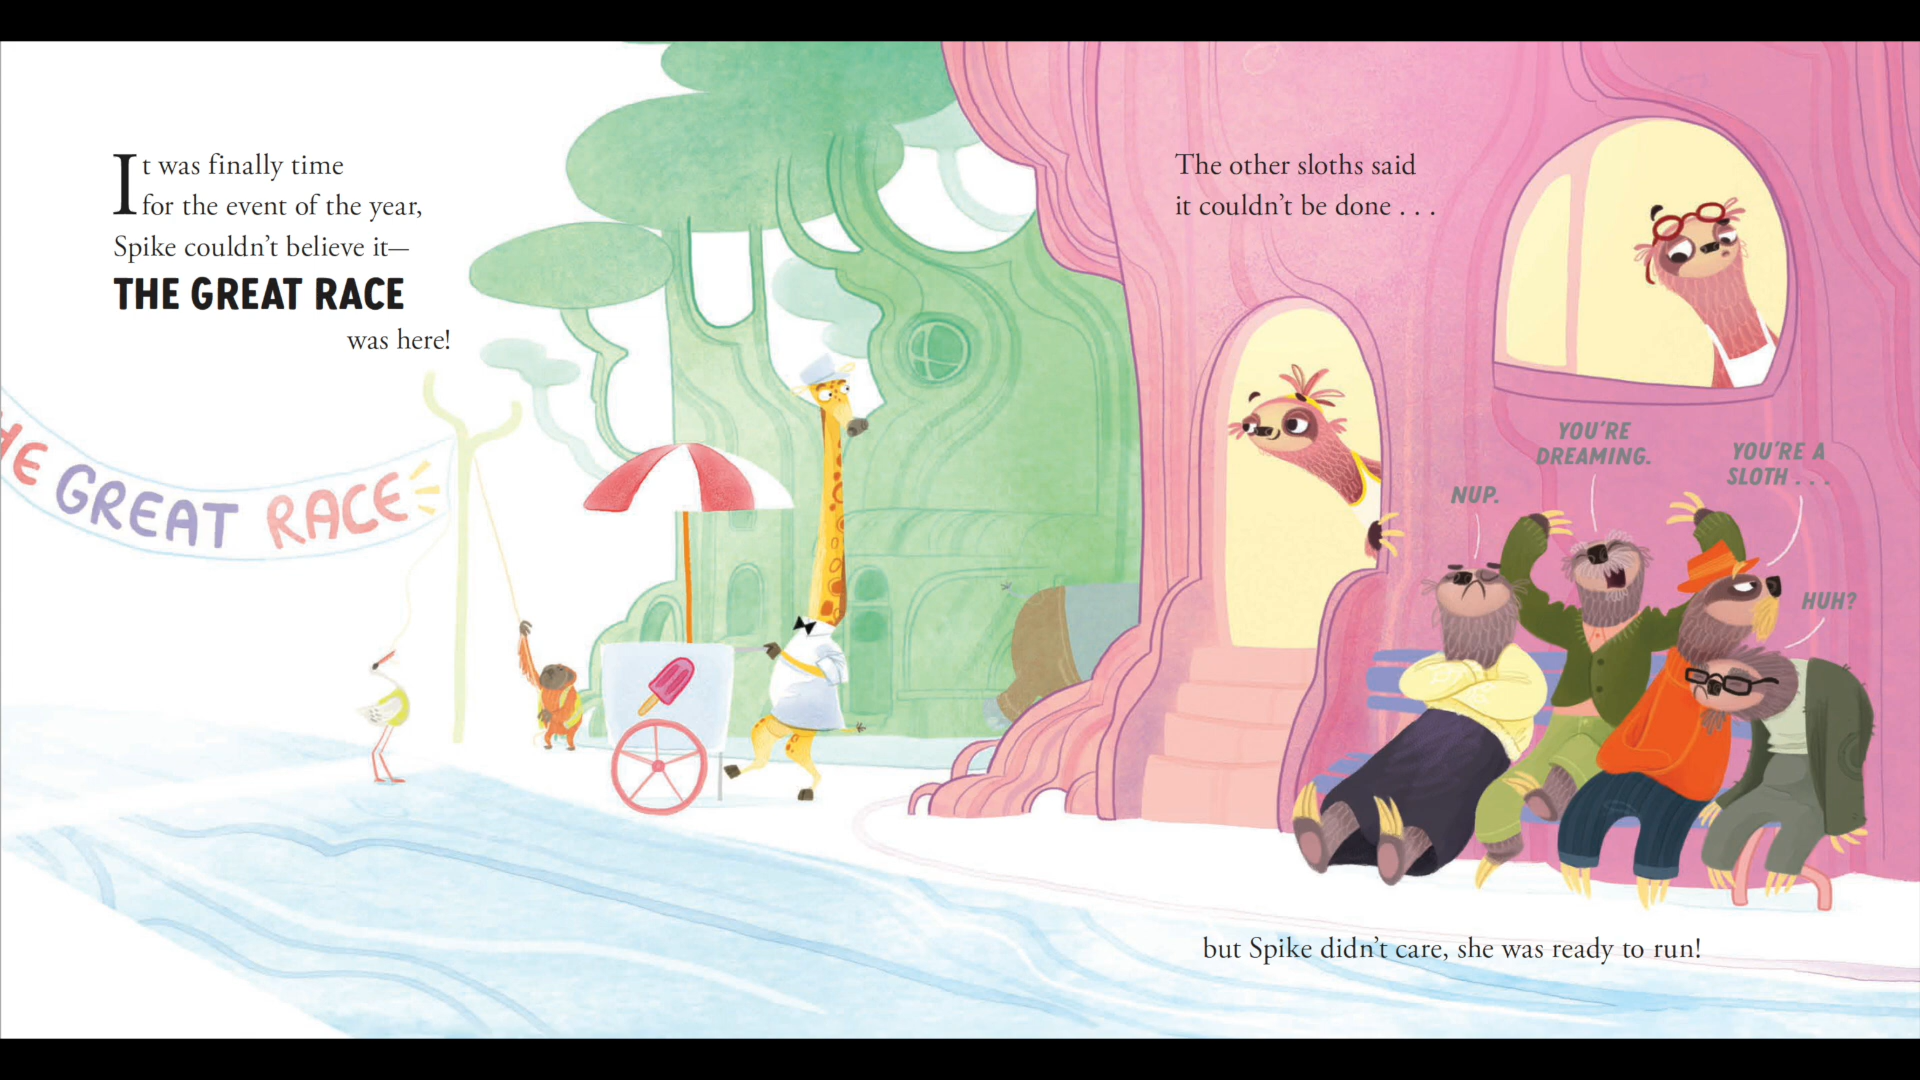 It was finally time
for the event of the year,
Spike couldn't believe it—
THE GREAT RACE
was here!
HE GREAT RACE
The other sloths said
it couldn't be done . . .
NUP.
YOU'RE
DREAMING.
YOU'RE A
SLOTH . . .
HUH?
but Spike didn't care, she was ready to run!